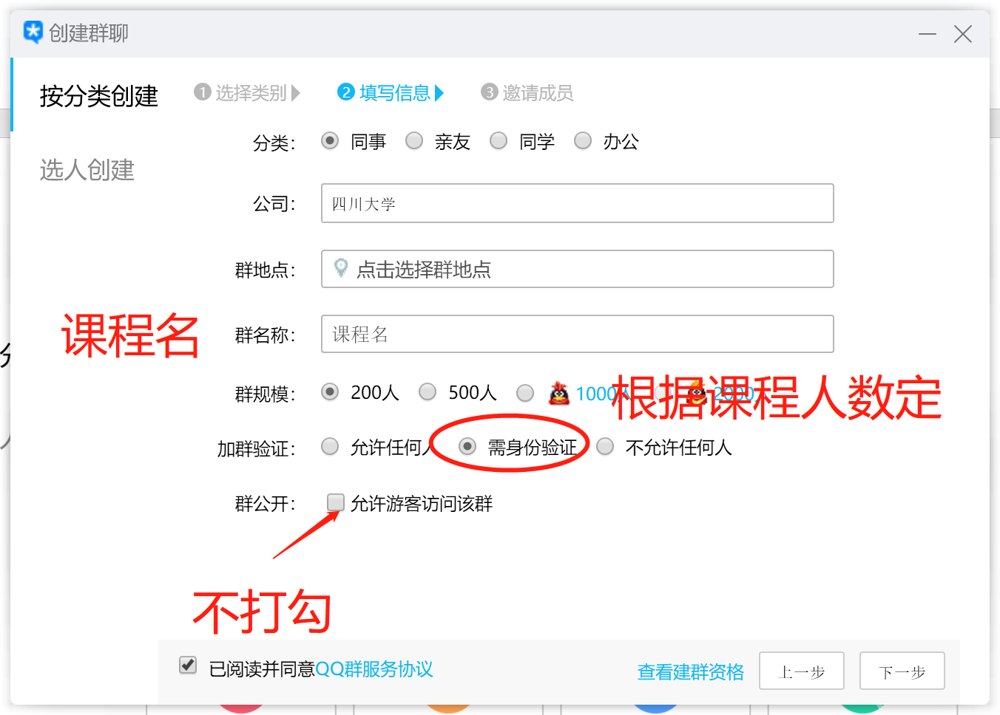 创建群聊
按分类创建
选人创建
1 选择类别
2 填写信息
3 邀请成员
分类：
同事
亲友
同学
办公
公司：
四川大学
群地点：
点击选择群地点
课程名
群名称：
课程名
群规模：
200人
500人
1000人
2000
根据课程人数定
加群验证：
允许任何人
需身份验证
不允许任何人
群公开：
允许游客访问该群
不打勾
已阅读并同意QQ群服务协议
查看建群资格
上一步
下一步